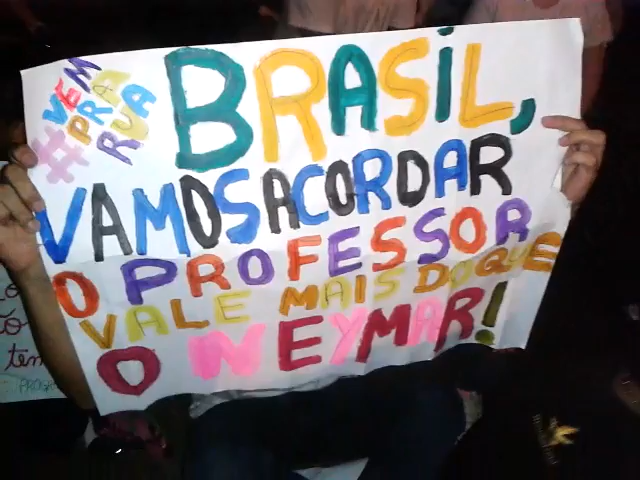 #VEM
PRA
RUA
BRASIL,
VAMOS ACORDAR
O PROFESSOR
VALE MAIS DO QUE
O NEYMAR!